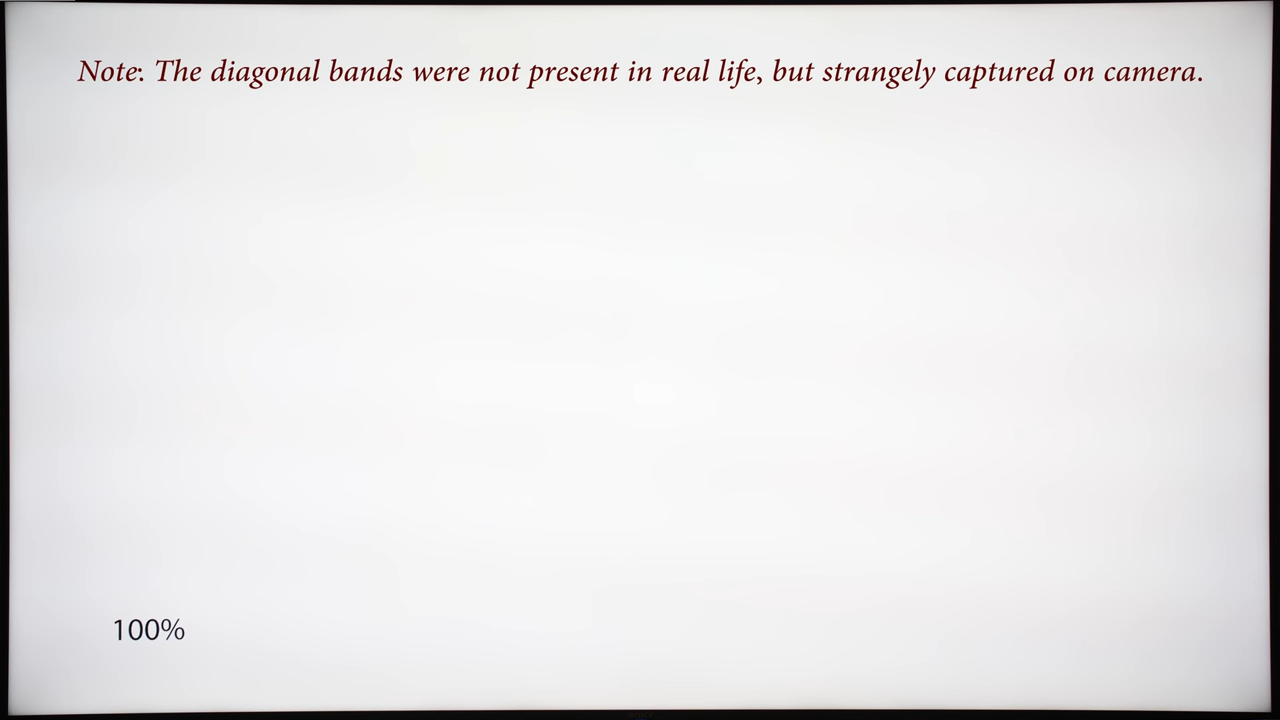 Note: The diagonal bands were not present in real life, but strangely captured on camera.
100%